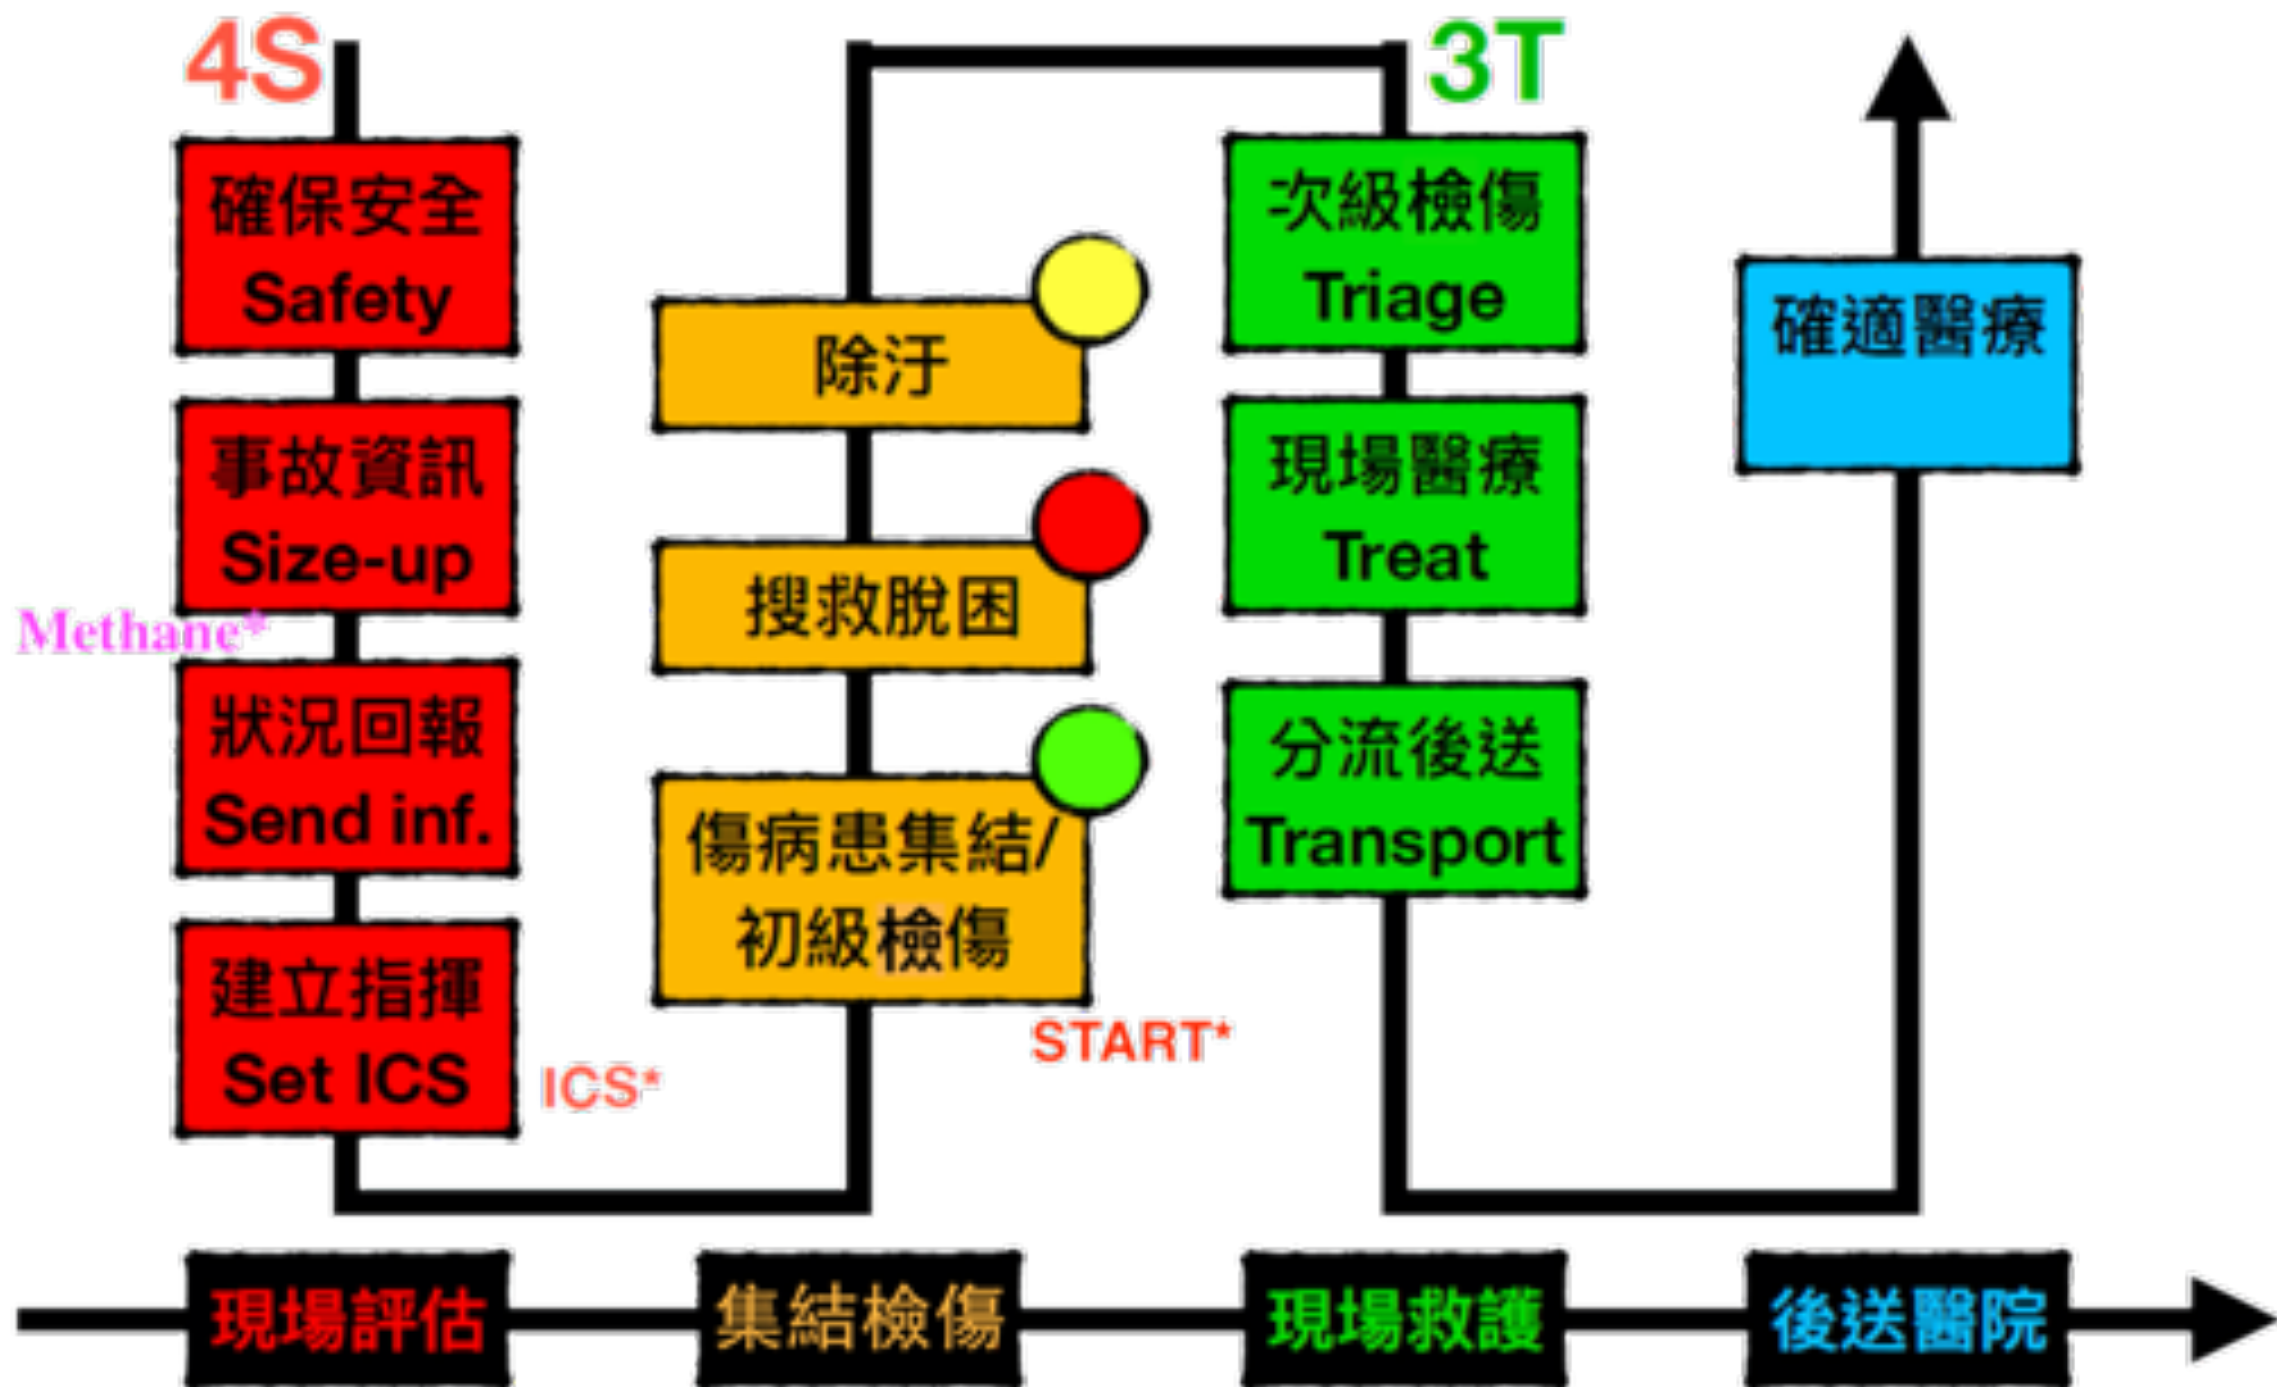 4S
確保安全
Safety
事故資訊
Size-up
Methane*
狀況回報
Send inf.
建立指揮
Set ICS
ICS*
除汙
搜救脫困
傷病患集結/
初級檢傷
START*
3T
次級檢傷
Triage
現場醫療
Treat
分流後送
Transport
確適醫療
現場評估
集結檢傷
現場救護
後送醫院